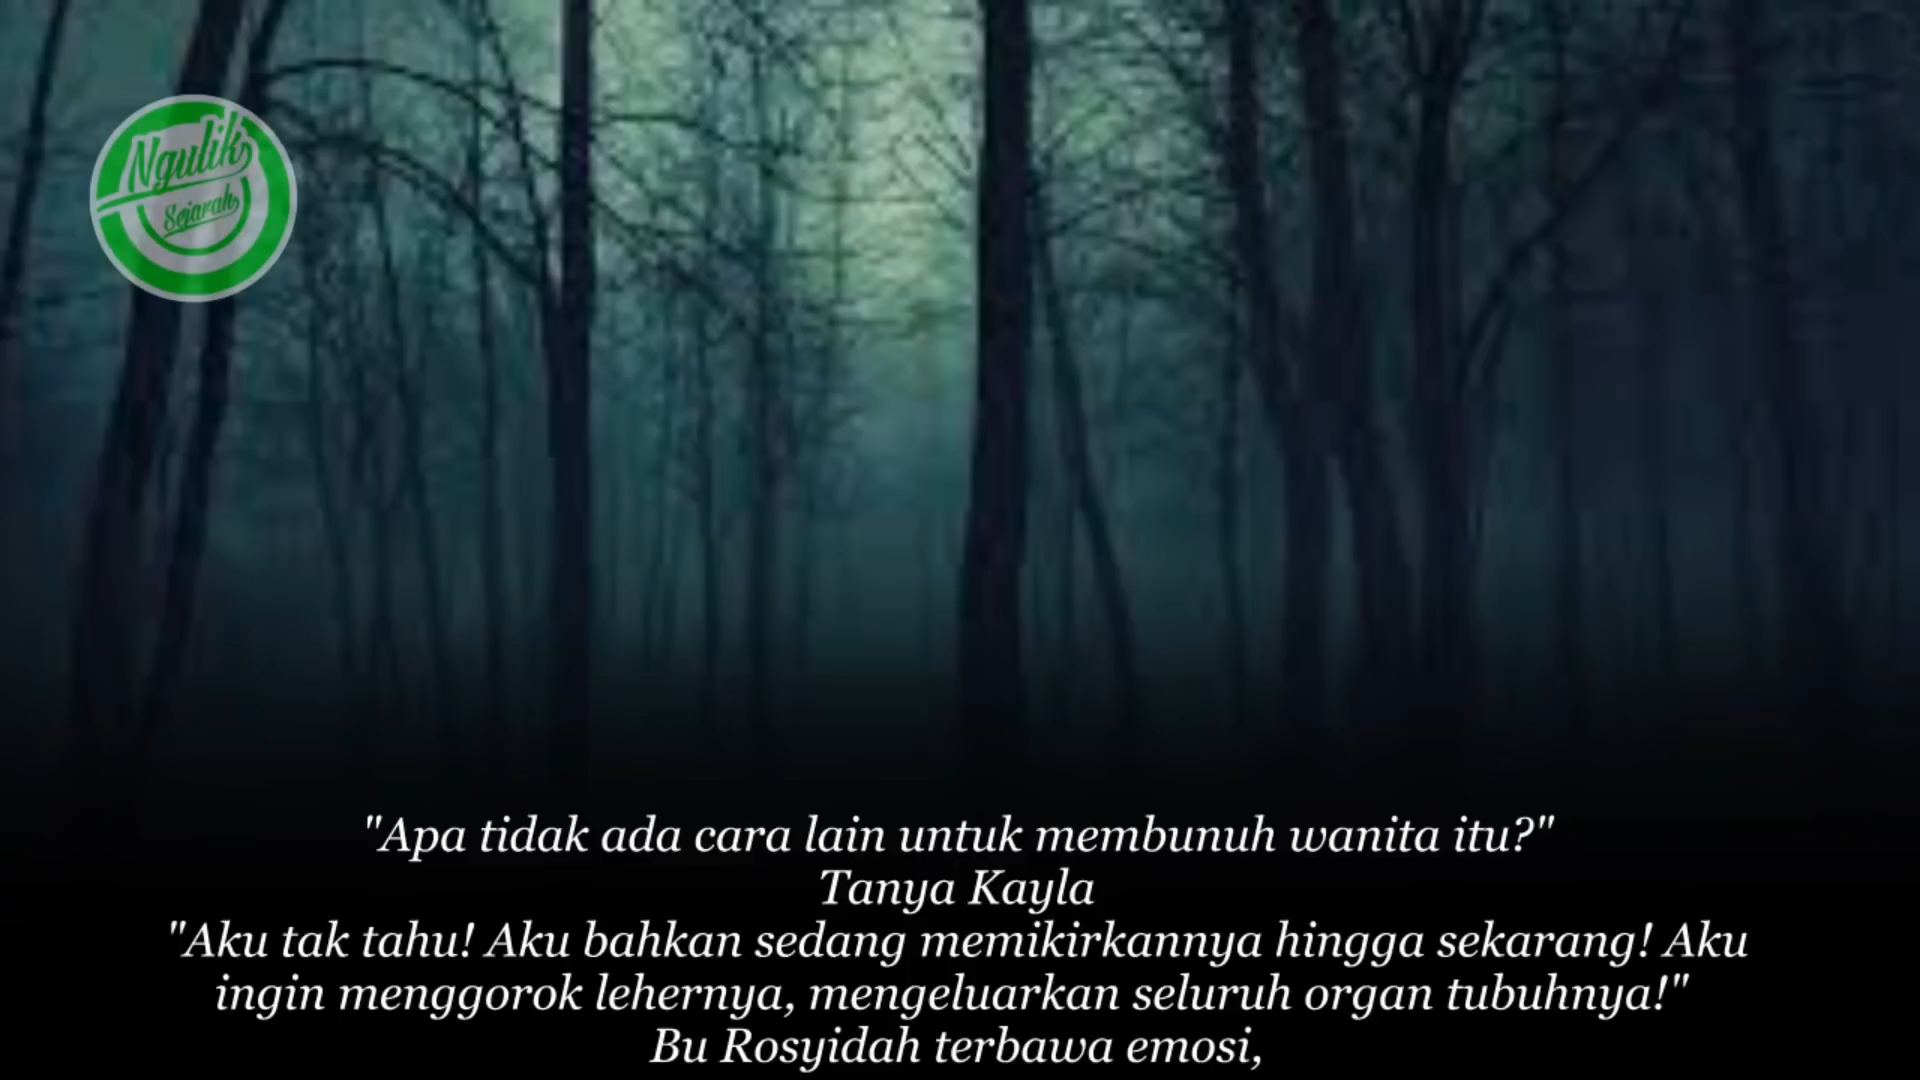 Ngulik
Sejarah
"Apa tidak ada cara lain untuk membunuh wanita itu?"
Tanya Kayla
"Aku tak tahu! Aku bahkan sedang memikirkannya hingga sekarang! Aku
ingin menggorok lehernya, mengeluarkan seluruh organ tubuhnya!"
Bu Rosyidah terbawa emosi,